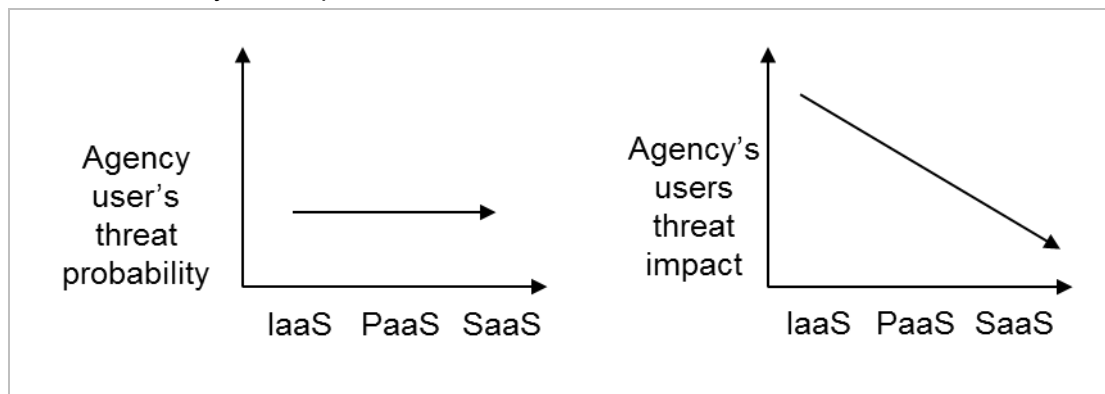 Agency
user's
threat
probability
IaaS PaaS SaaS
Agency's
users
threat
impact
IaaS PaaS SaaS